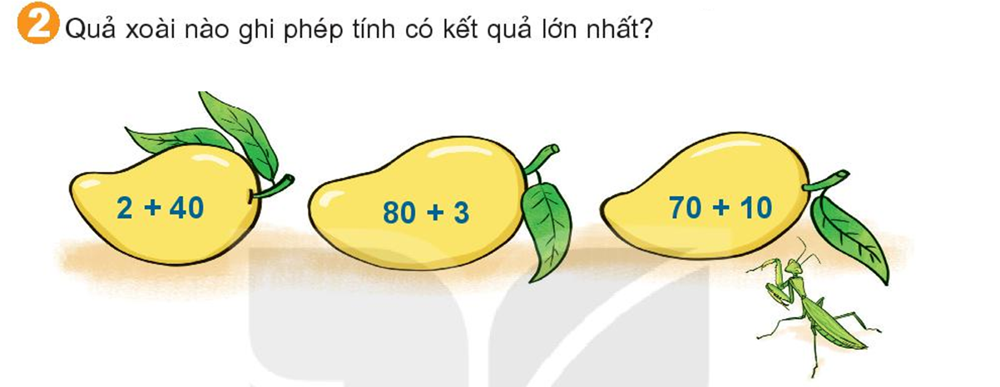 2 Quả xoài nào ghi phép tính có kết quả lớn nhất?
2 + 40
80 + 3
70 + 10